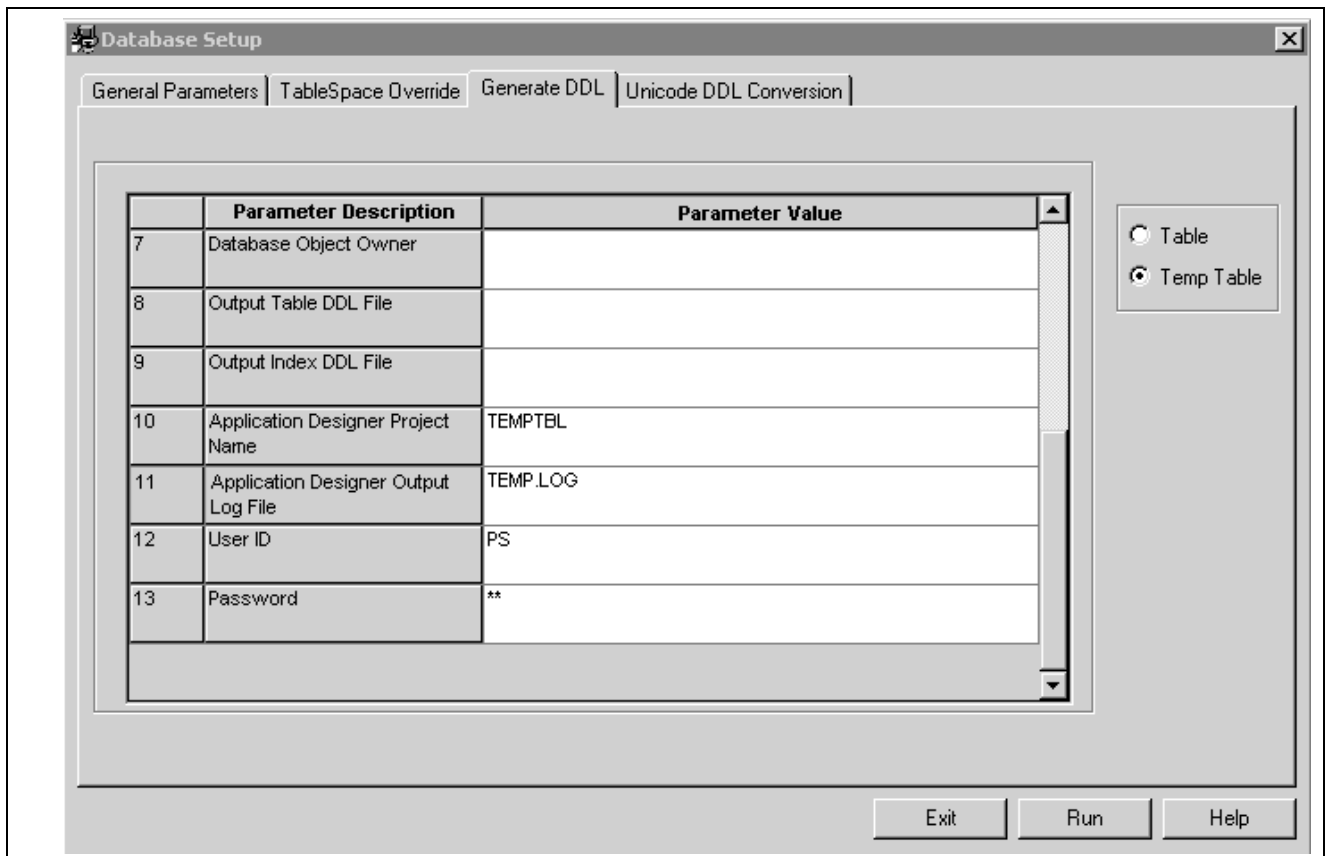 Database Setup
General Parameters
TableSpace Override
Generate DDL
Unicode DDL Conversion
Parameter Description
Parameter Value
7
Database Object Owner
8
Output Table DDL File
9
Output Index DDL File
10
Application Designer Project
Name
TEMPTBL
11
Application Designer Output
Log File
TEMP.LOG
12
User ID
PS
13
Password
**
Table
Temp Table
Exit
Run
Help